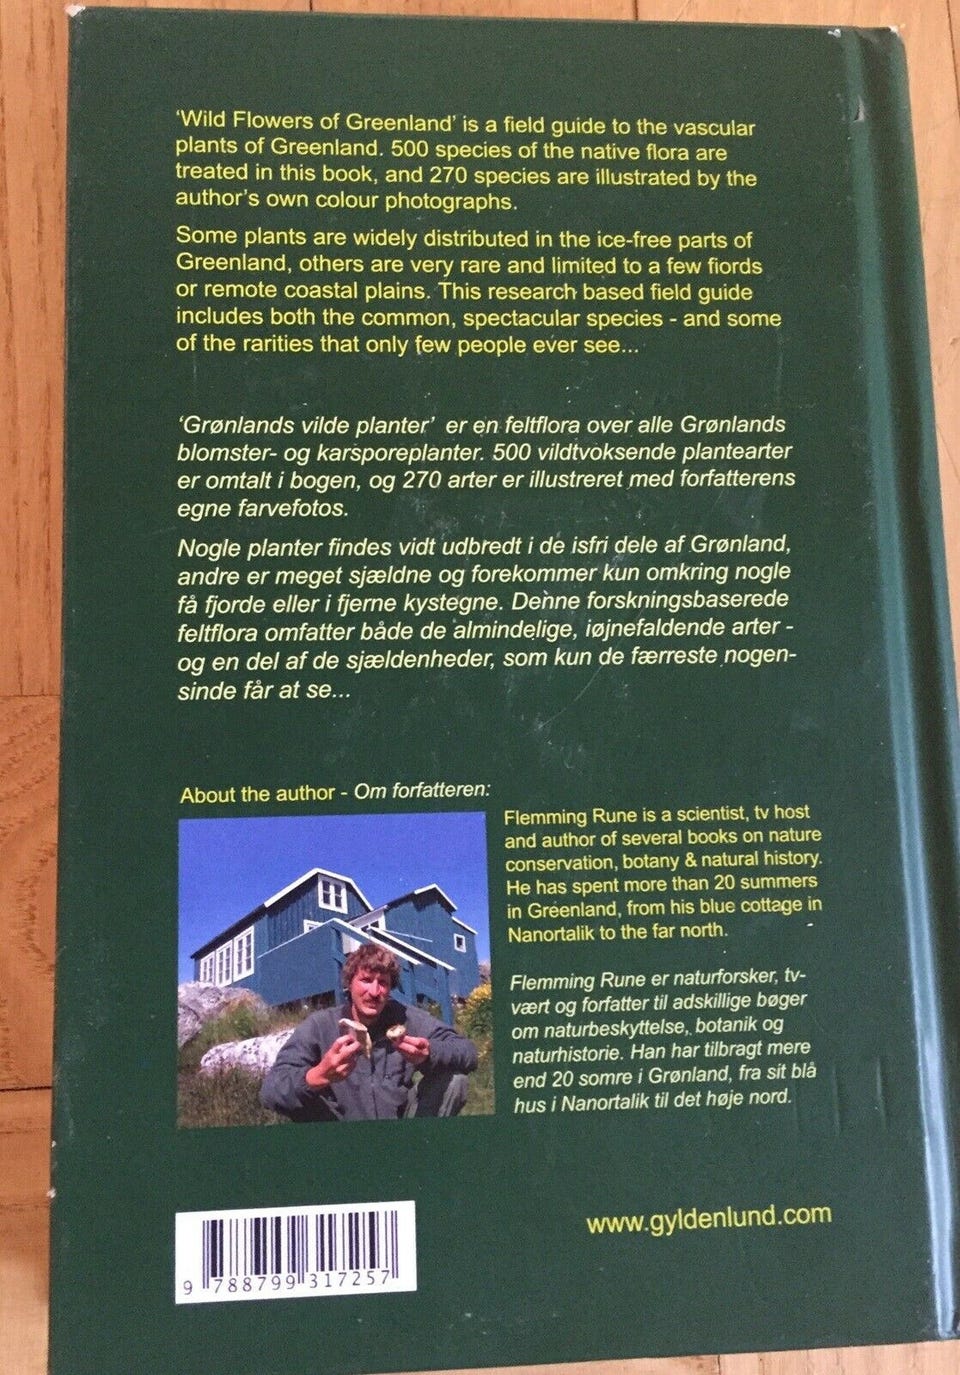 ‘Wild Flowers of Greenland’ is a field guide to the vascular
plants of Greenland. 500 species of the native flora are
treated in this book, and 270 species are illustrated by the
author’s own colour photographs.
Some plants are widely distributed in the ice-free parts of
Greenland, others are very rare and limited to a few fiords
or remote coastal plains. This research based field guide
includes both the common, spectacular species - and some
of the rarities that only few people ever see...
‘Grønlands vilde planter’ er en feltflora over alle Grønlands
blomster- og karsporeplanter. 500 vildtvoksende plantearter
er omtalt i bogen, og 270 arter er illustreret med forfatterens
egne farvefotos.
Nogle planter findes vidt udbredt i de isfri dele af Grønland,
andre er meget sjældne og forekommer kun omkring nogle
få fjorde eller i fjerne kystegne. Denne forskningsbaserede
feltflora omfatter både de almindelige, iøjnefaldende arter -
og en del af de sjældenheder, som kun de færreste nogen-
sinde får at se...
About the author - Om forfatteren:
Flemming Rune is a scientist, tv host
and author of several books on nature
conservation, botany & natural history.
He has spent more than 20 summers
in Greenland, from his blue cottage in
Nanortalik to the far north.
Flemming Rune er naturforsker, tv-
vært og forfatter til adskillige bøger
om naturbeskyttelse, botanik og
naturhistorie. Han har tilbragt mere
end 20 somre i Grønland, fra sit blå
hus i Nanortalik til det høje nord.
www.gyldenlund.com
9 788799 317257